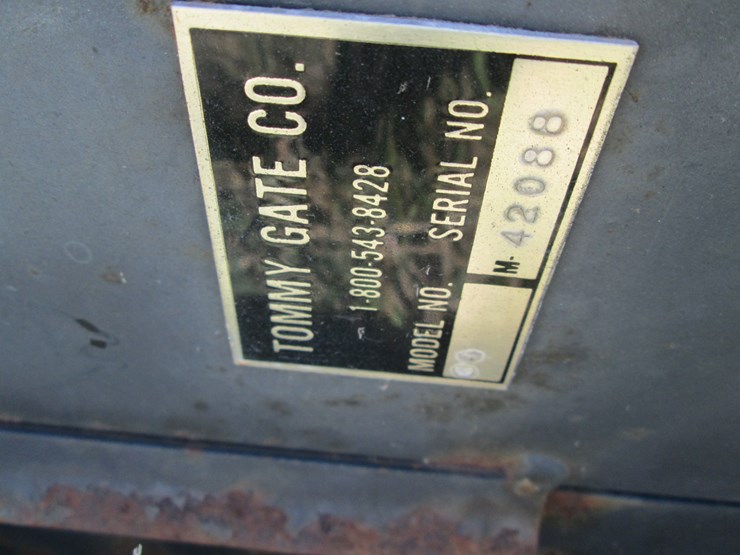 TOMMY GATE CO.
1-800-543-8428
MODEL NO. SERIAL NO.
M-42088